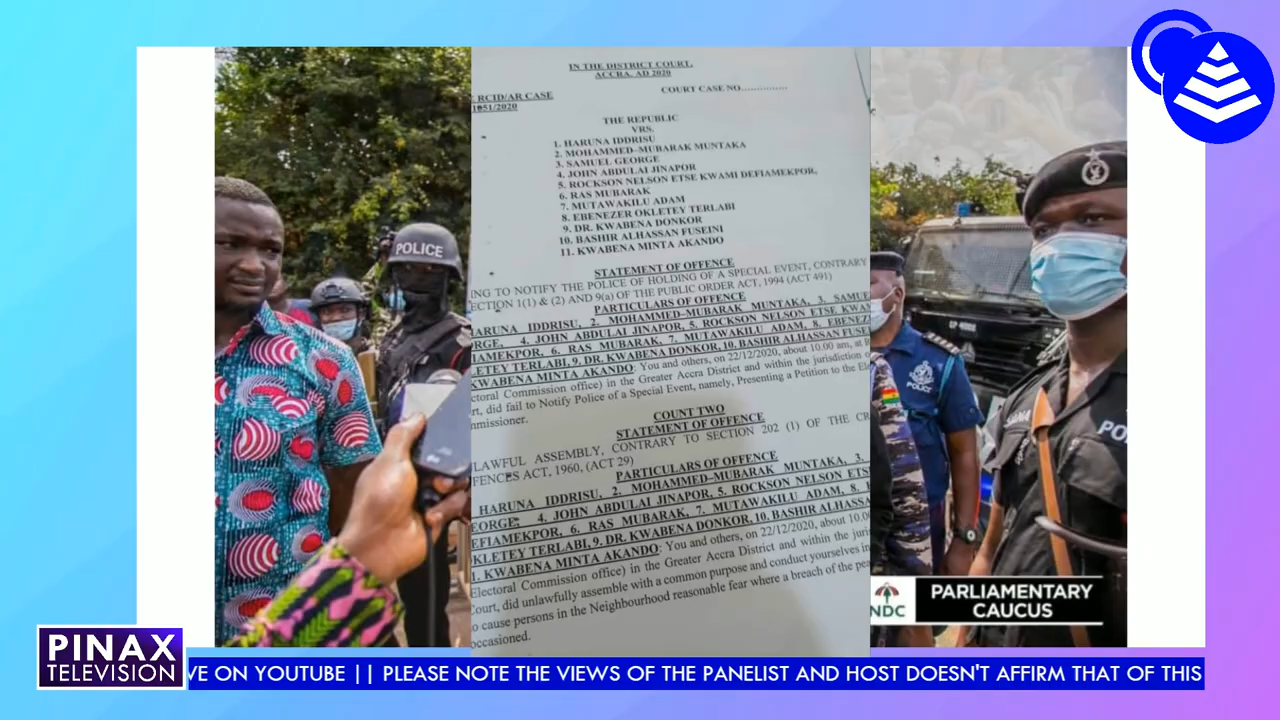 IN THE DISTRICT COURT,
ACCRA, AD 2020
RCID/AR CASE
1051/2020
COURT CASE NO..............
THE REPUBLIC
VRS.
1. HARUNA IDDRISU
2. MOHAMMED–MUBARAK MUNTAKA
3. SAMUEL GEORGE
4. JOHN ABDULAI JINAPOR
5. ROCKSON NELSON ETSE KWAMI DEFIAMEKPOR,
6. RAS MUBARAK
7. MUTAWAKILU ADAM
8. EBENEZER OKLETEY TERLABI
9. DR. KWABENA DONKOR
10. BASHIR ALHASSAN FUSEINI
11. KWABENA MINTA AKANDO
STATEMENT OF OFFENCE
ING TO NOTIFY THE POLICE OF HOLDING OF A SPECIAL EVENT, CONTRARY
ECTION 1(1) & (2) AND 9(a) OF THE PUBLIC ORDER ACT, 1994 (ACT 491)
PARTICULARS OF OFFENCE
HARUNA IDDRISU, 2. MOHAMMED–MUBARAK MUNTAKA, 3. SAMUE
RGE, 4. JOHN ABDULAI JINAPOR, 5. ROCKSON NELSON ETSE KWAM
IAMEKPOR, 6. RAS MUBARAK, 7. MUTAWAKILU ADAM, 8. EBENEZ
LETEY TERLABI, 9. DR. KWABENA DONKOR, 10. BASHIR ALHASSAN FUSE
KWABENA MINTA AKANDO: You and others, on 22/12/2020, about 10.00 am, at
ctoral Commission office) in the Greater Accra District and within the jurisdiction o
rt, did fail to Notify Police of a Special Event, namely, Presenting a Petition to the Ele
mmissioner.
COUNT TWO
STATEMENT OF OFFENCE
LAWFUL ASSEMBLY, CONTRARY TO SECTION 202 (1) OF THE CR
FENCES ACT, 1960, (ACT 29)
PARTICULARS OF OFFENCE
HARUNA IDDRISU, 2. MOHAMMED–MUBARAK MUNTAKA, 3.
EORGE, 4. JOHN ABDULAI JINAPOR, 5. ROCKSON NELSON ETS
EFIAMEKPOR, 6. RAS MUBARAK, 7. MUTAWAKILU ADAM, 8.
KLETEY TERLABI, 9. DR. KWABENA DONKOR, 10. BASHIR ALHASSA
1. KWABENA MINTA AKANDO: You and others, on 22/12/2020, about 10.00
Electoral Commission office) in the Greater Accra District and within the juri
Court, did unlawfully assemble with a common purpose and conduct yourselves in
o cause persons in the Neighbourhood reasonable fear where a breach of the pea
occasioned.
POLICE
POLICE
PO
NDC
PARLIAMENTARY
CAUCUS
PINAX
TELEVISION
VE ON YOUTUBE || PLEASE NOTE THE VIEWS OF THE PANELIST AND HOST DOESN'T AFFIRM THAT OF THIS